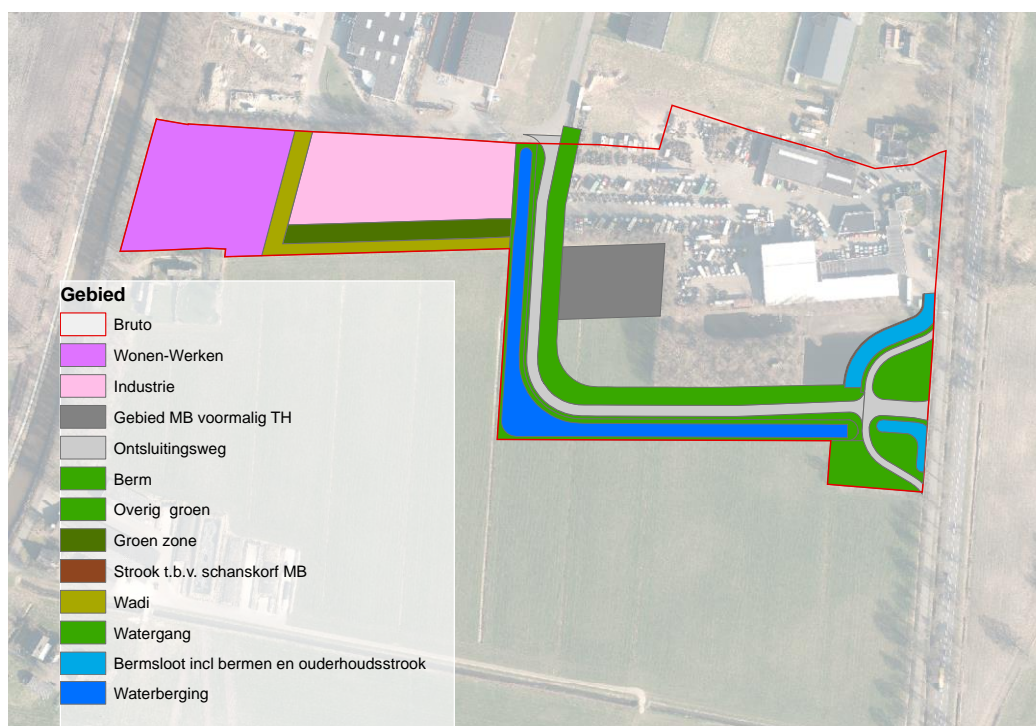 Gebied
Bruto
Wonen-Werken
Industrie
Gebied MB voormalig TH
Ontsluitingsweg
Berm
Overig groen
Groen zone
Strook t.b.v. schanskorf MB
Wadi
Watergang
Bermsloot incl bermen en ouderhoudsstrook
Waterberging